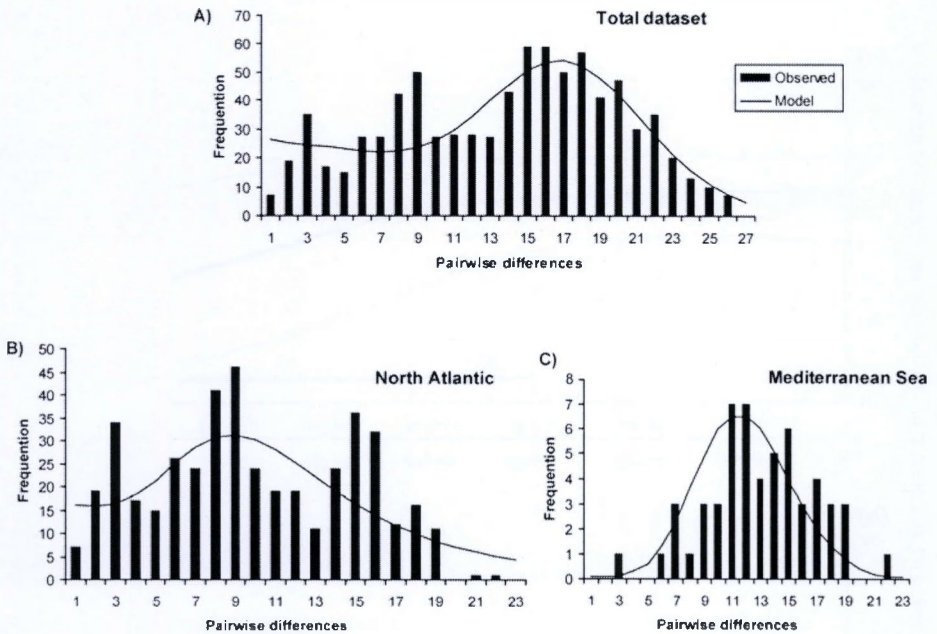 A)
Total dataset
70
60
50
40
30
20
10
0
Frequention
1 3 5 7 9 11 13 15 17 19 21 23 25 27
Pairwise differences
Observed
Model
B)
North Atlantic
50
45
40
35
30
25
20
15
10
5
0
Frequention
1 3 5 7 9 11 13 15 17 19 21 23
Pairwise differences
C)
Mediterranean Sea
8
7
6
5
4
3
2
1
0
Frequention
1 3 5 7 9 11 13 15 17 19 21 23
Pairwise differences